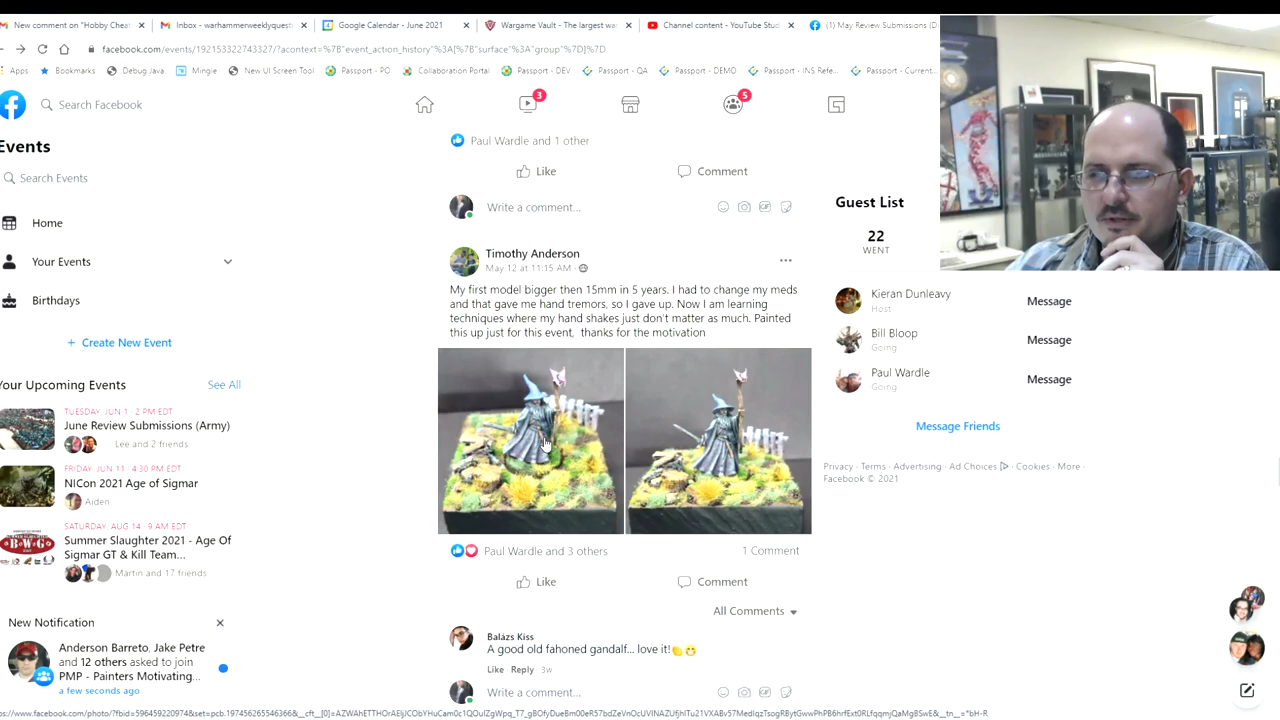 New comment on "Hobby Cheat
Inbox - warhammerweeklyquest
Google Calendar - June 2021
Wargame Vault - The largest wa
Channel content - YouTube Stud
(1) May Review Submissions (D
facebook.com/events/192153322743327/?acontext=%7B"event_action_history"%3A[%7B"surface"%3A"group"%7D]%7D
Apps
Bookmarks
Debug Java
Mingle
New UI Screen Tool
Passport - PO
Collaboration Portal
Passport - DEV
Passport - QA
Passport - DEMO
Passport - INS Refe...
Passport - Current...
Search Facebook
3
5
Events
Search Events
Home
Your Events
Birthdays
+ Create New Event
Your Upcoming Events
See All
TUESDAY, JUN 1 · 2 PM EDT
June Review Submissions (Army)
Lee and 2 friends
FRIDAY, JUN 11 · 4:30 PM EDT
NICon 2021 Age of Sigmar
Aiden
SATURDAY, AUG 14 · 9 AM EDT
Summer Slaughter 2021 - Age Of
Sigmar GT & Kill Team...
Martin and 17 friends
New Notification
Anderson Barreto, Jake Petre
and 12 others asked to join
PMP - Painters Motivating...
a few seconds ago
Paul Wardle and 1 other
Like
Comment
Write a comment...
Timothy Anderson
May 12 at 11:15 AM ·
My first model bigger then 15mm in 5 years. I had to change my meds
and that gave me hand tremors, so I gave up. Now I am learning
techniques where my hand shakes just don't matter as much. Painted
this up just for this event, thanks for the motivation
Paul Wardle and 3 others
1 Comment
Like
Comment
All Comments
Balázs Kiss
A good old fahoned gandalf... love it!
Like Reply 3w
Write a comment...
Guest List
22
WENT
Kieran Dunleavy
Host
Message
Bill Bloop
Going
Message
Paul Wardle
Going
Message
Message Friends
Privacy · Terms · Advertising · Ad Choices · Cookies · More ·
Facebook © 2021